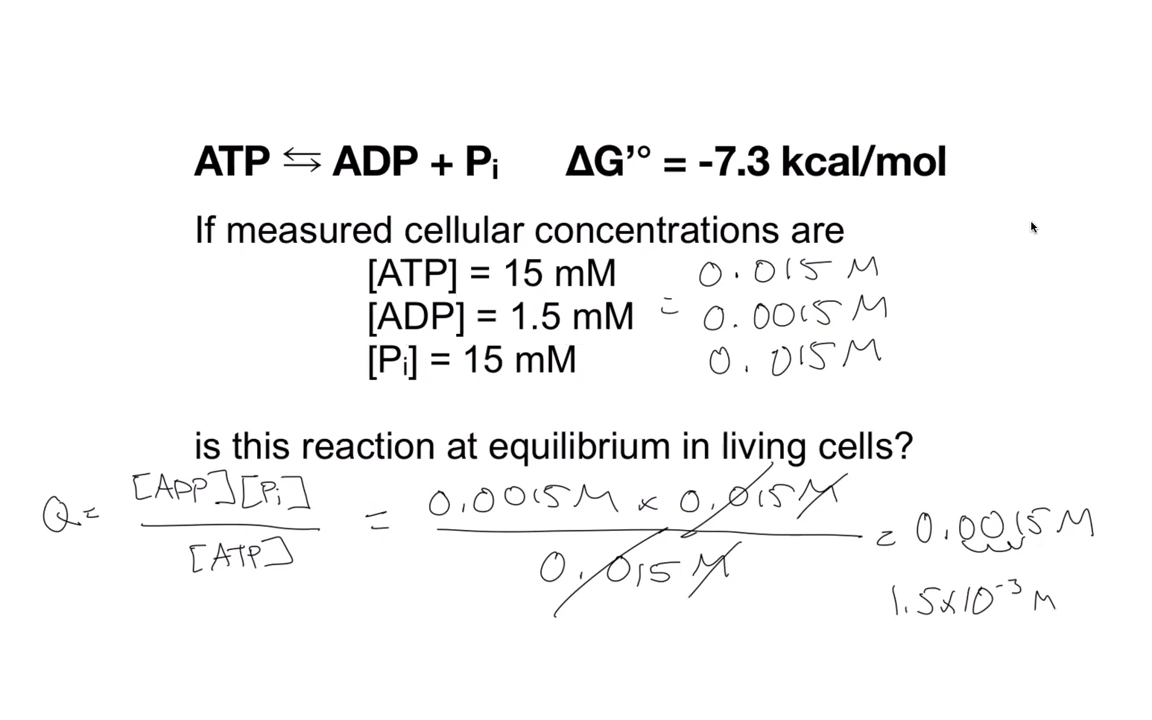 ATP ⇆ ADP + Pi ΔG'° = -7.3 kcal/mol
If measured cellular concentrations are
[ATP] = 15 mM 0.015 M
[ADP] = 1.5 mM = 0.0015 M
[Pi] = 15 mM 0.015 M
is this reaction at equilibrium in living cells?
Q = [ADP][Pi] / [ATP] = 0.0015 M x 0.015 M / 0.015 M = 0.0015 M
1.5x10⁻³ M